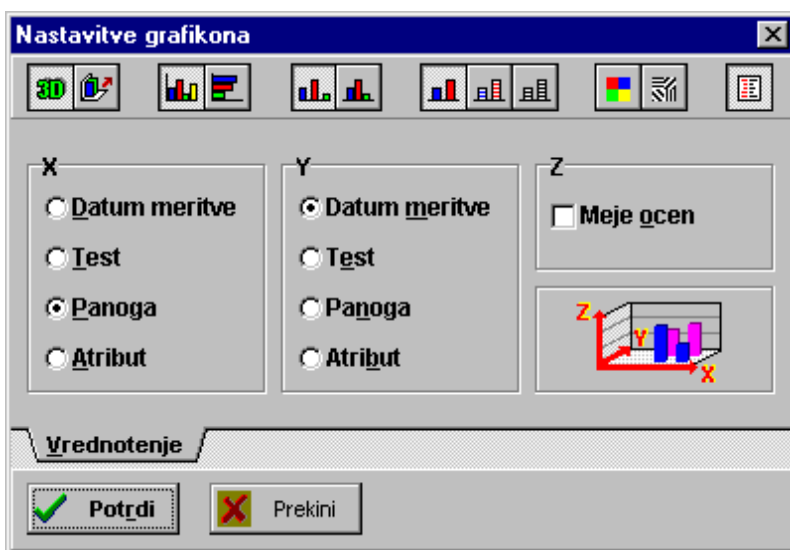 Nastavitve grafikona
3D
X
Datum meritve
Test
Panoga
Atribut
Y
Datum meritve
Test
Panoga
Atribut
Z
Meje ocen
Z
Y
X
Vrednotenje
Potrdi
Prekini